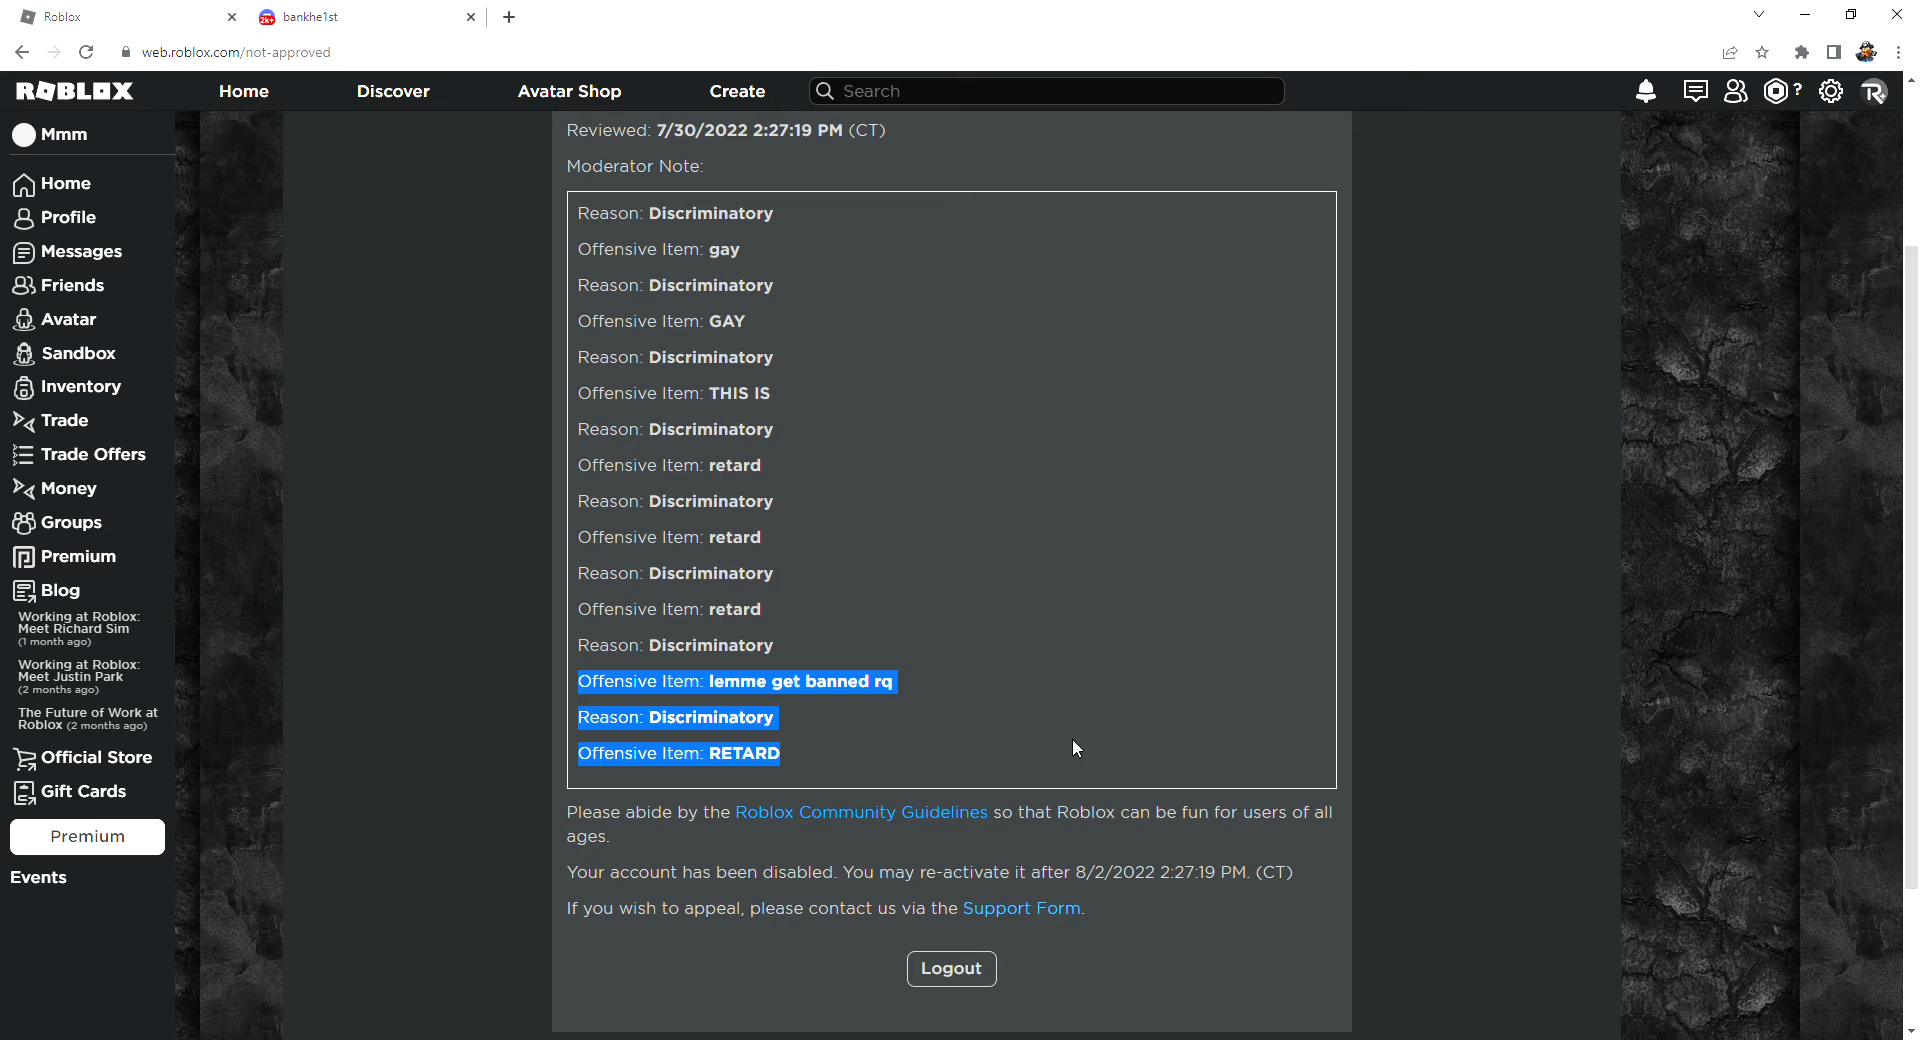 Roblox
2k+
bankhe1st
web.roblox.com/not-approved
ROBLOX
Home
Discover
Avatar Shop
Create
Search
?
Mmm
Home
Profile
Messages
Friends
Avatar
Sandbox
Inventory
Trade
Trade Offers
Money
Groups
Premium
Blog
Working at Roblox:
Meet Richard Sim
(1 month ago)
Working at Roblox:
Meet Justin Park
(2 months ago)
The Future of Work at
Roblox (2 months ago)
Official Store
Gift Cards
Premium
Events
Reviewed: 7/30/2022 2:27:19 PM (CT)
Moderator Note:
Reason: Discriminatory
Offensive Item: gay
Reason: Discriminatory
Offensive Item: GAY
Reason: Discriminatory
Offensive Item: THIS IS
Reason: Discriminatory
Offensive Item: retard
Reason: Discriminatory
Offensive Item: retard
Reason: Discriminatory
Offensive Item: retard
Reason: Discriminatory
Offensive Item: lemme get banned rq
Reason: Discriminatory
Offensive Item: RETARD
Please abide by the Roblox Community Guidelines so that Roblox can be fun for users of all
ages.
Your account has been disabled. You may re-activate it after 8/2/2022 2:27:19 PM. (CT)
If you wish to appeal, please contact us via the Support Form.
Logout